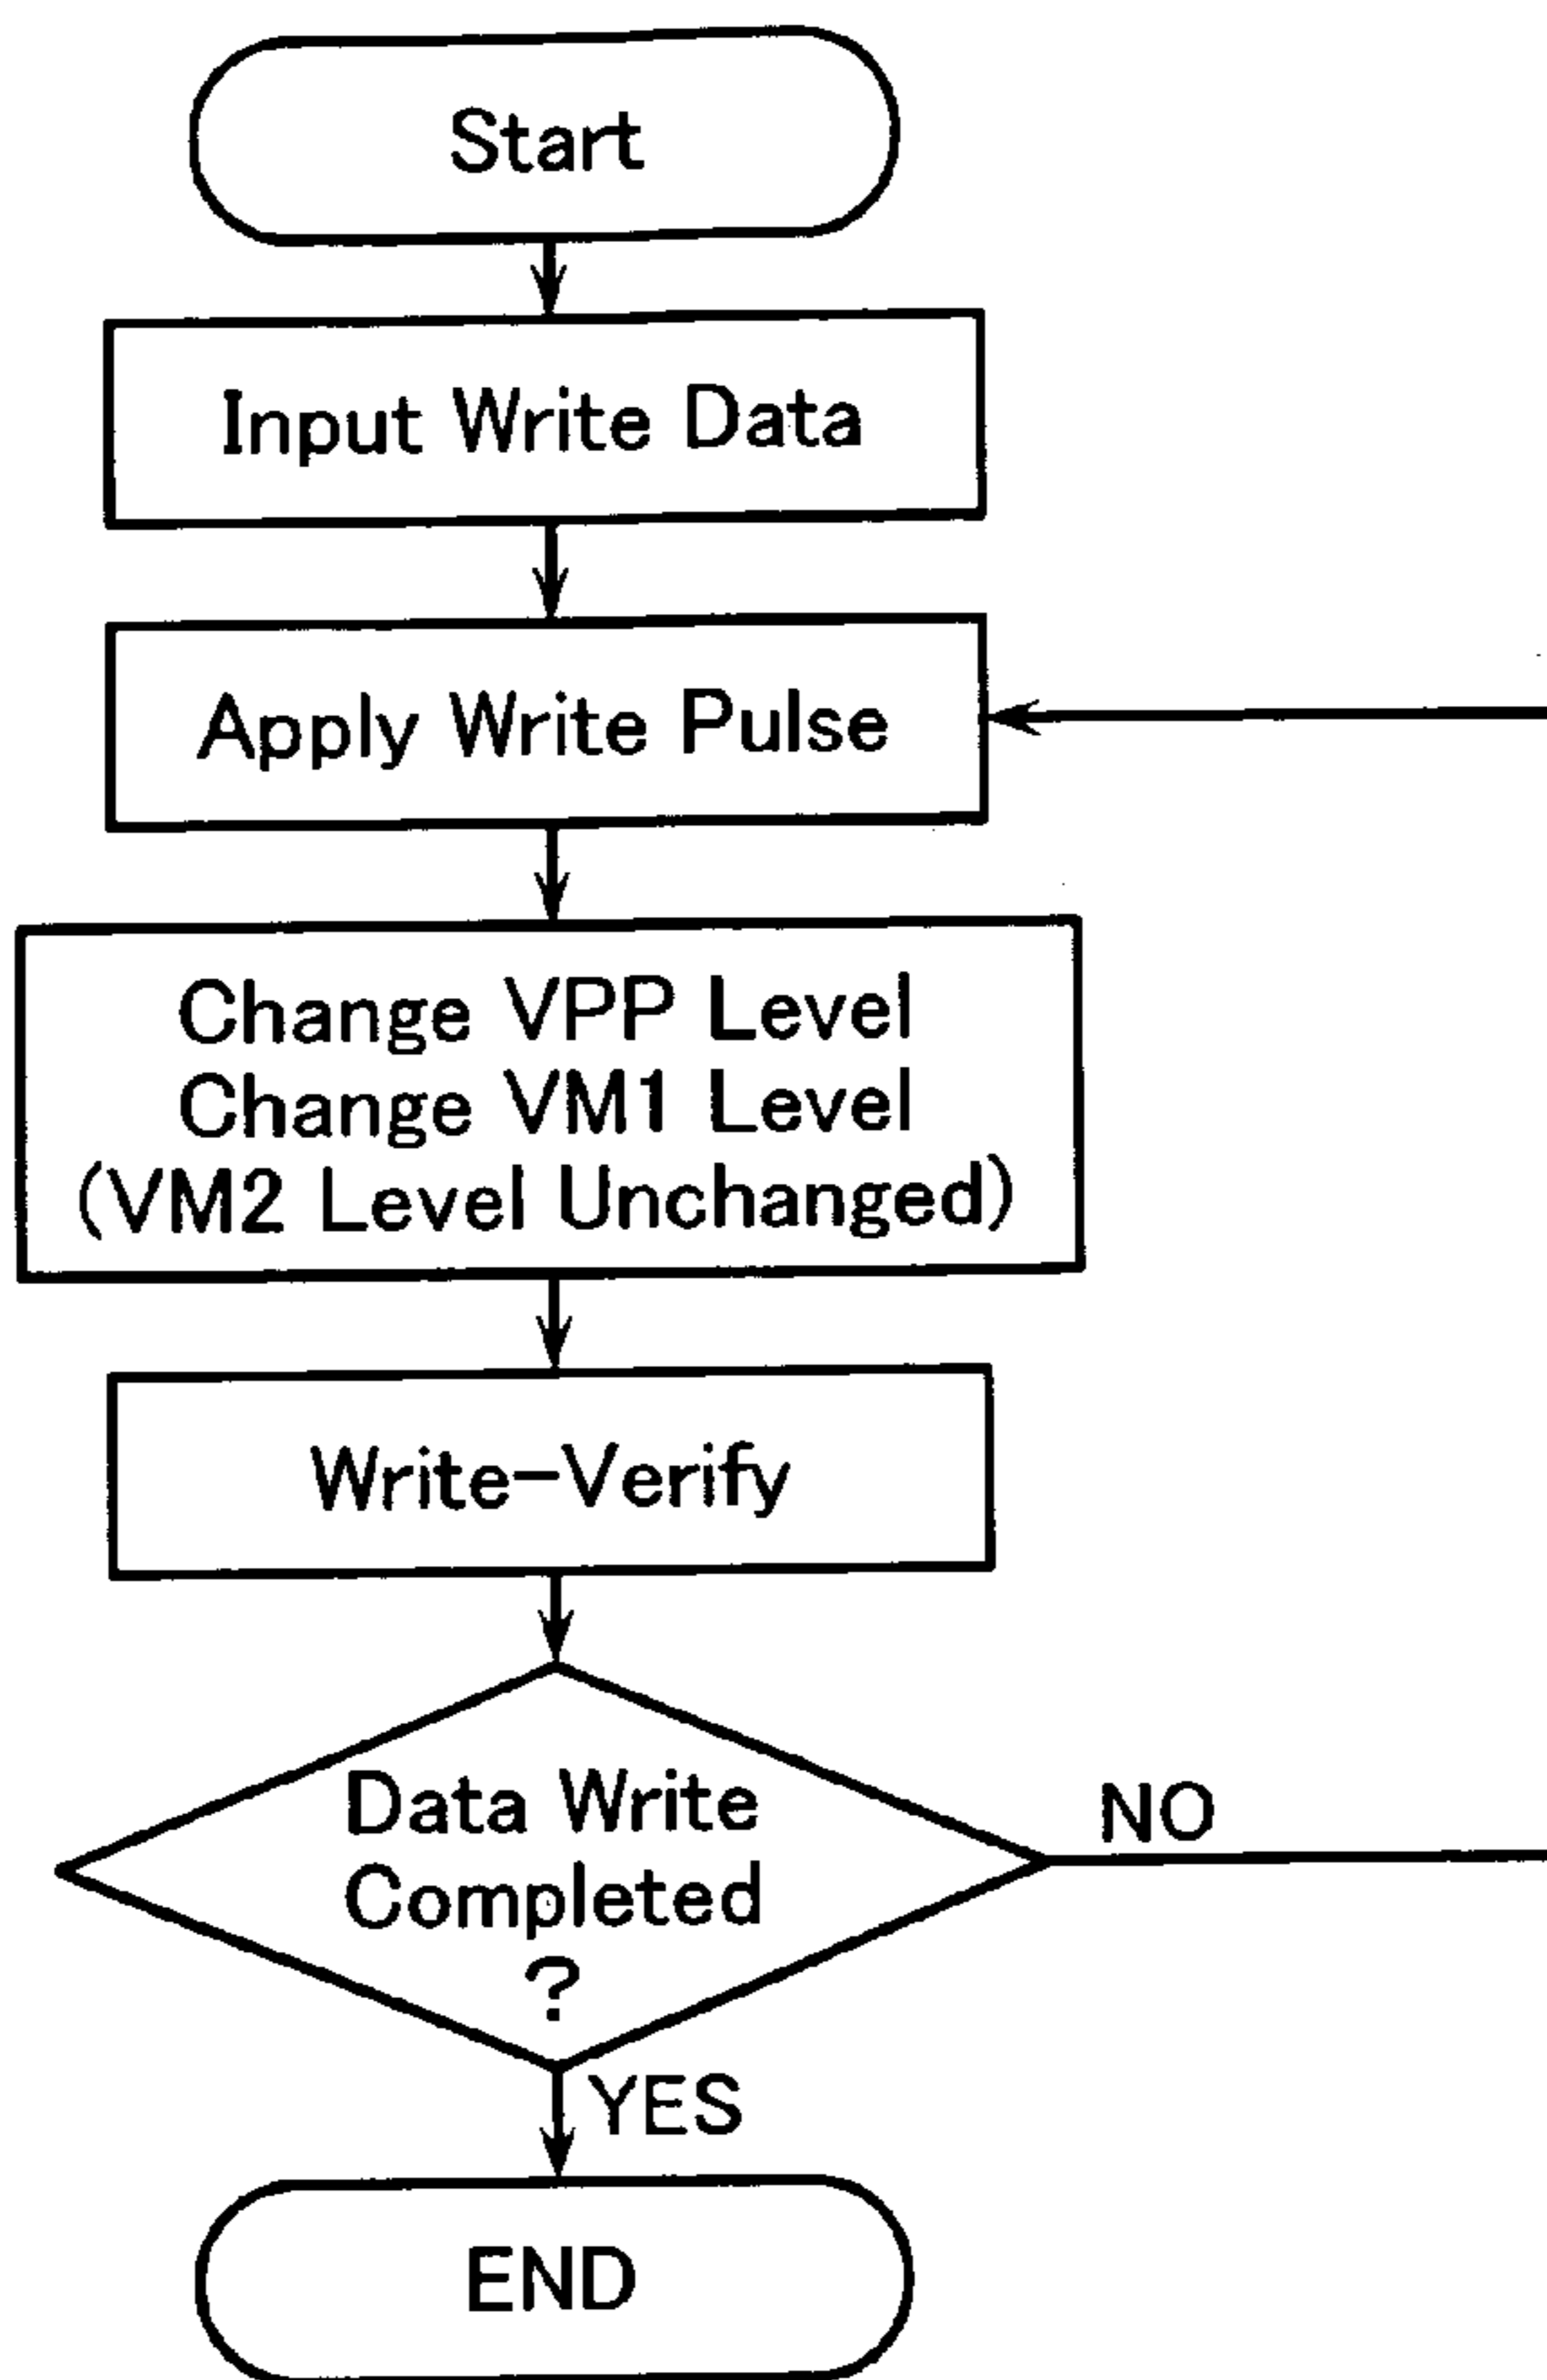 Start
Input Write Data
Apply Write Pulse
Change VPP Level
Change VM1 Level
(VM2 Level Unchanged)
Write-Verify
Data Write
Completed
?
NO
YES
END